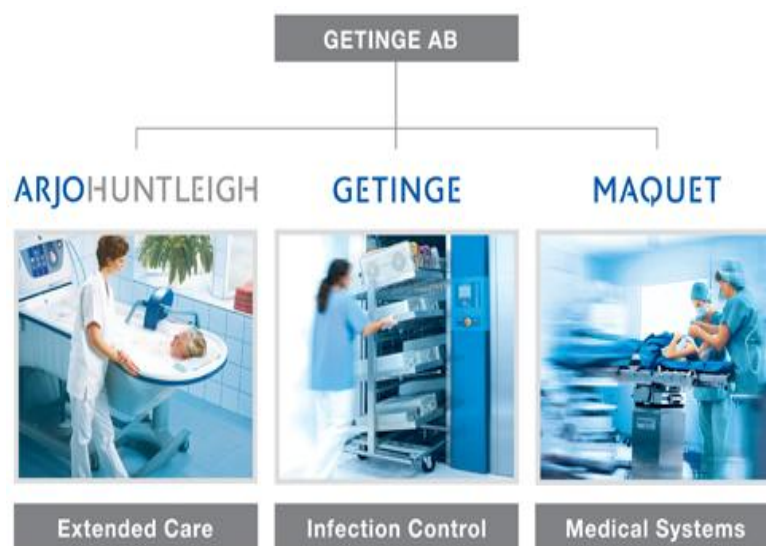 GETINGE AB
ARJOHUNTLEIGH
GETINGE
MAQUET
Extended Care
Infection Control
Medical Systems